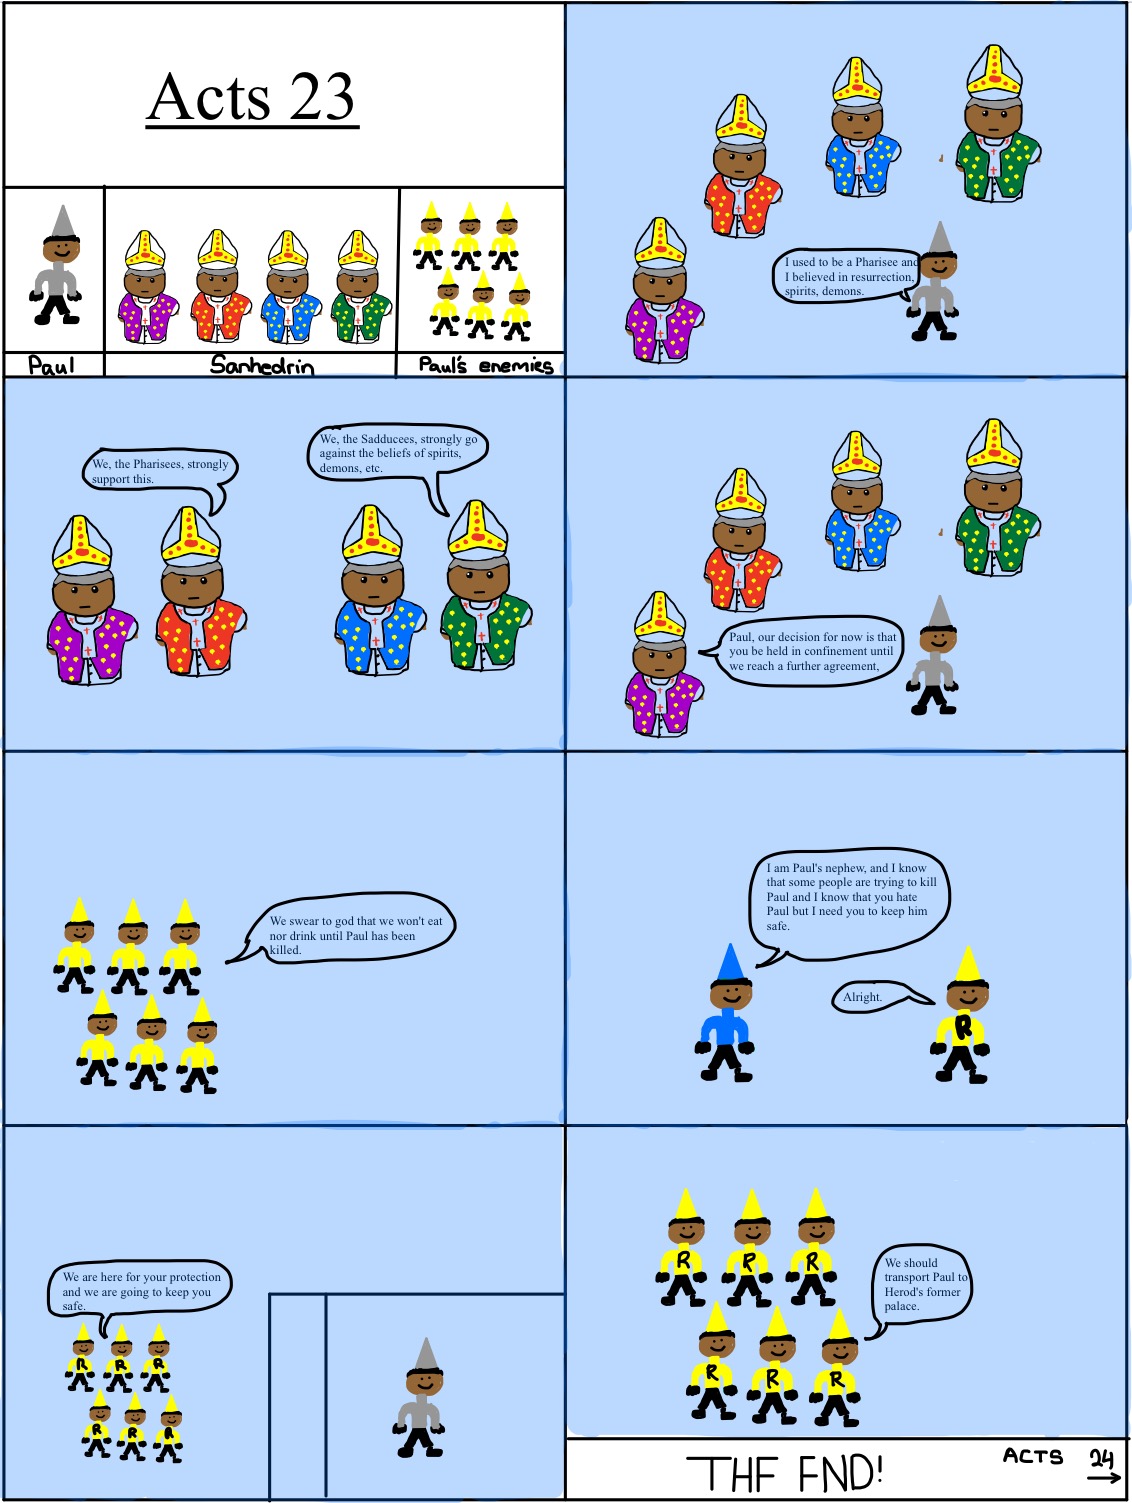 Acts 23
Paul
Sanhedrin
Paul's enemies
I used to be a Pharisee and
I believed in resurrection,
spirits, demons.
We, the Pharisees, strongly
support this.
We, the Sadducees, strongly go
against the beliefs of spirits,
demons, etc.
Paul, our decision for now is that
you be held in confinement until
we reach a further agreement,
We swear to god that we won't eat
nor drink until Paul has been
killed.
I am Paul's nephew, and I know
that some people are trying to kill
Paul and I know that you hate
Paul but I need you to keep him
safe.
Alright.
R
We are here for your protection
and we are going to keep you
safe.
R R R
R R R
We should
transport Paul to
Herod's former
palace.
R R R
R R R
THF FND!
ACTS 24